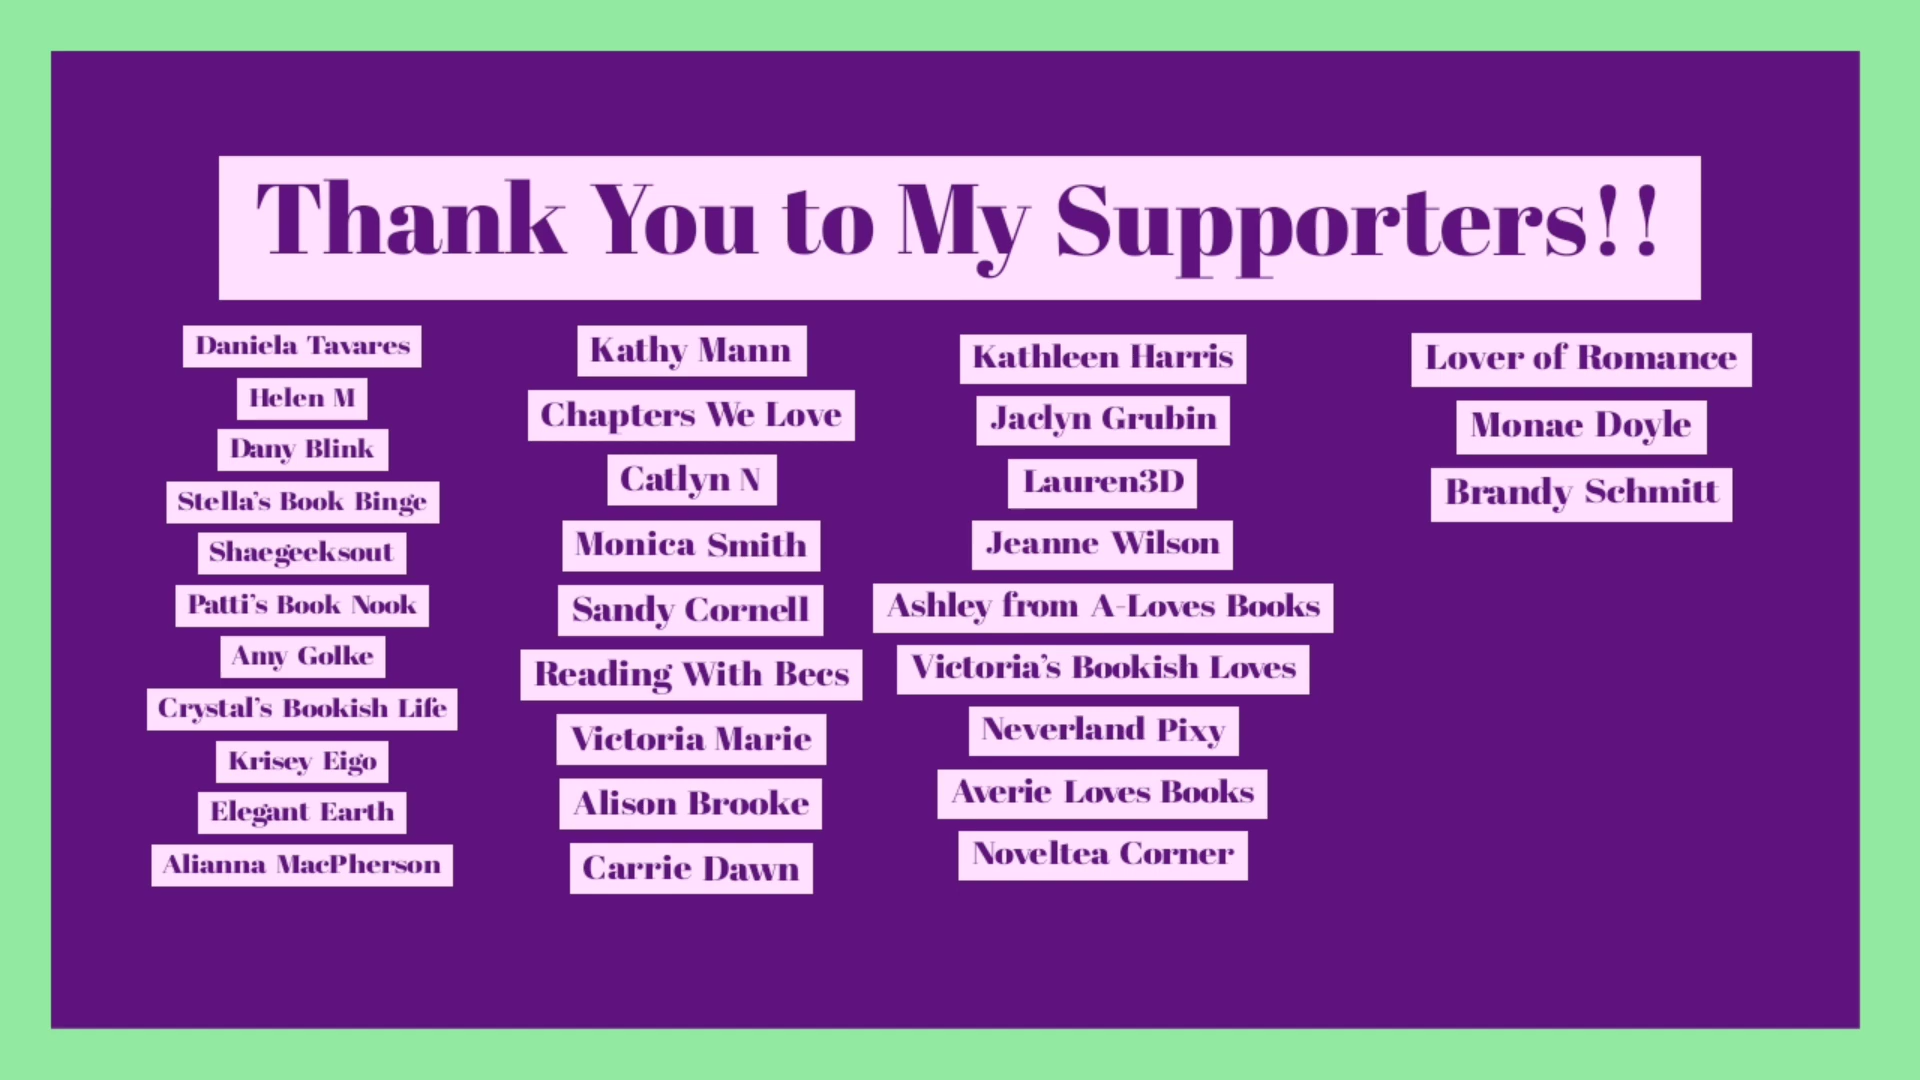 Thank You to My Supporters!!
Daniela Tavares
Helen M
Dany Blink
Stella's Book Binge
Shaegeeksout
Patti's Book Nook
Amy Golke
Crystal's Bookish Life
Krisey Eigo
Elegant Earth
Alianna MacPherson
Kathy Mann
Chapters We Love
Catlyn N
Monica Smith
Sandy Cornell
Reading With Becs
Victoria Marie
Alison Brooke
Carrie Dawn
Kathleen Harris
Jaclyn Grubin
Lauren3D
Jeanne Wilson
Ashley from A-Loves Books
Victoria's Bookish Loves
Neverland Pixy
Averie Loves Books
Noveltea Corner
Lover of Romance
Monae Doyle
Brandy Schmitt